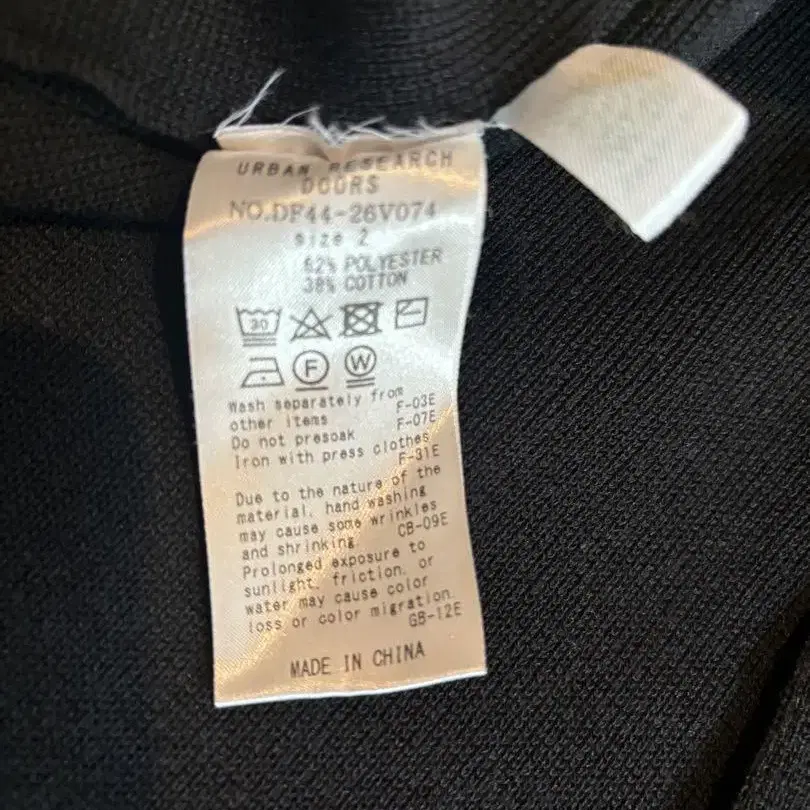 URBAN RESEARCH
DOORS
NO.DF44-26V074
size 2
62% POLYESTER
38% COTTON
30
F W
Wash separately from
other items F-03E
Do not presoak F-07E
Iron with press clothes
F-31E
Due to the nature of the
material, hand washing
may cause some wrinkles
and shrinking. CB-09E
Prolonged exposure to
sunlight, friction, or
water may cause color
loss or color migration.
GB-12E
MADE IN CHINA